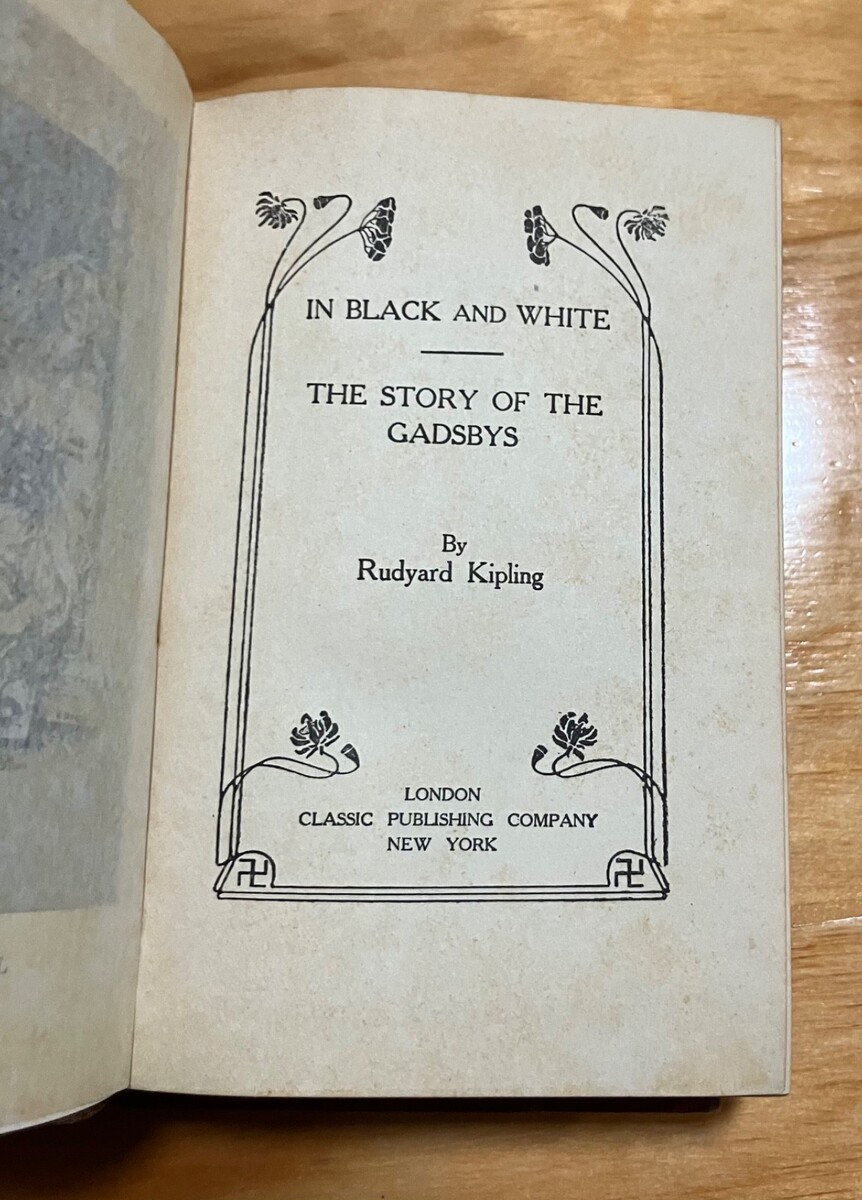 IN BLACK AND WHITE
THE STORY OF THE
GADSBYS
By
Rudyard Kipling
LONDON
CLASSIC PUBLISHING COMPANY
NEW YORK